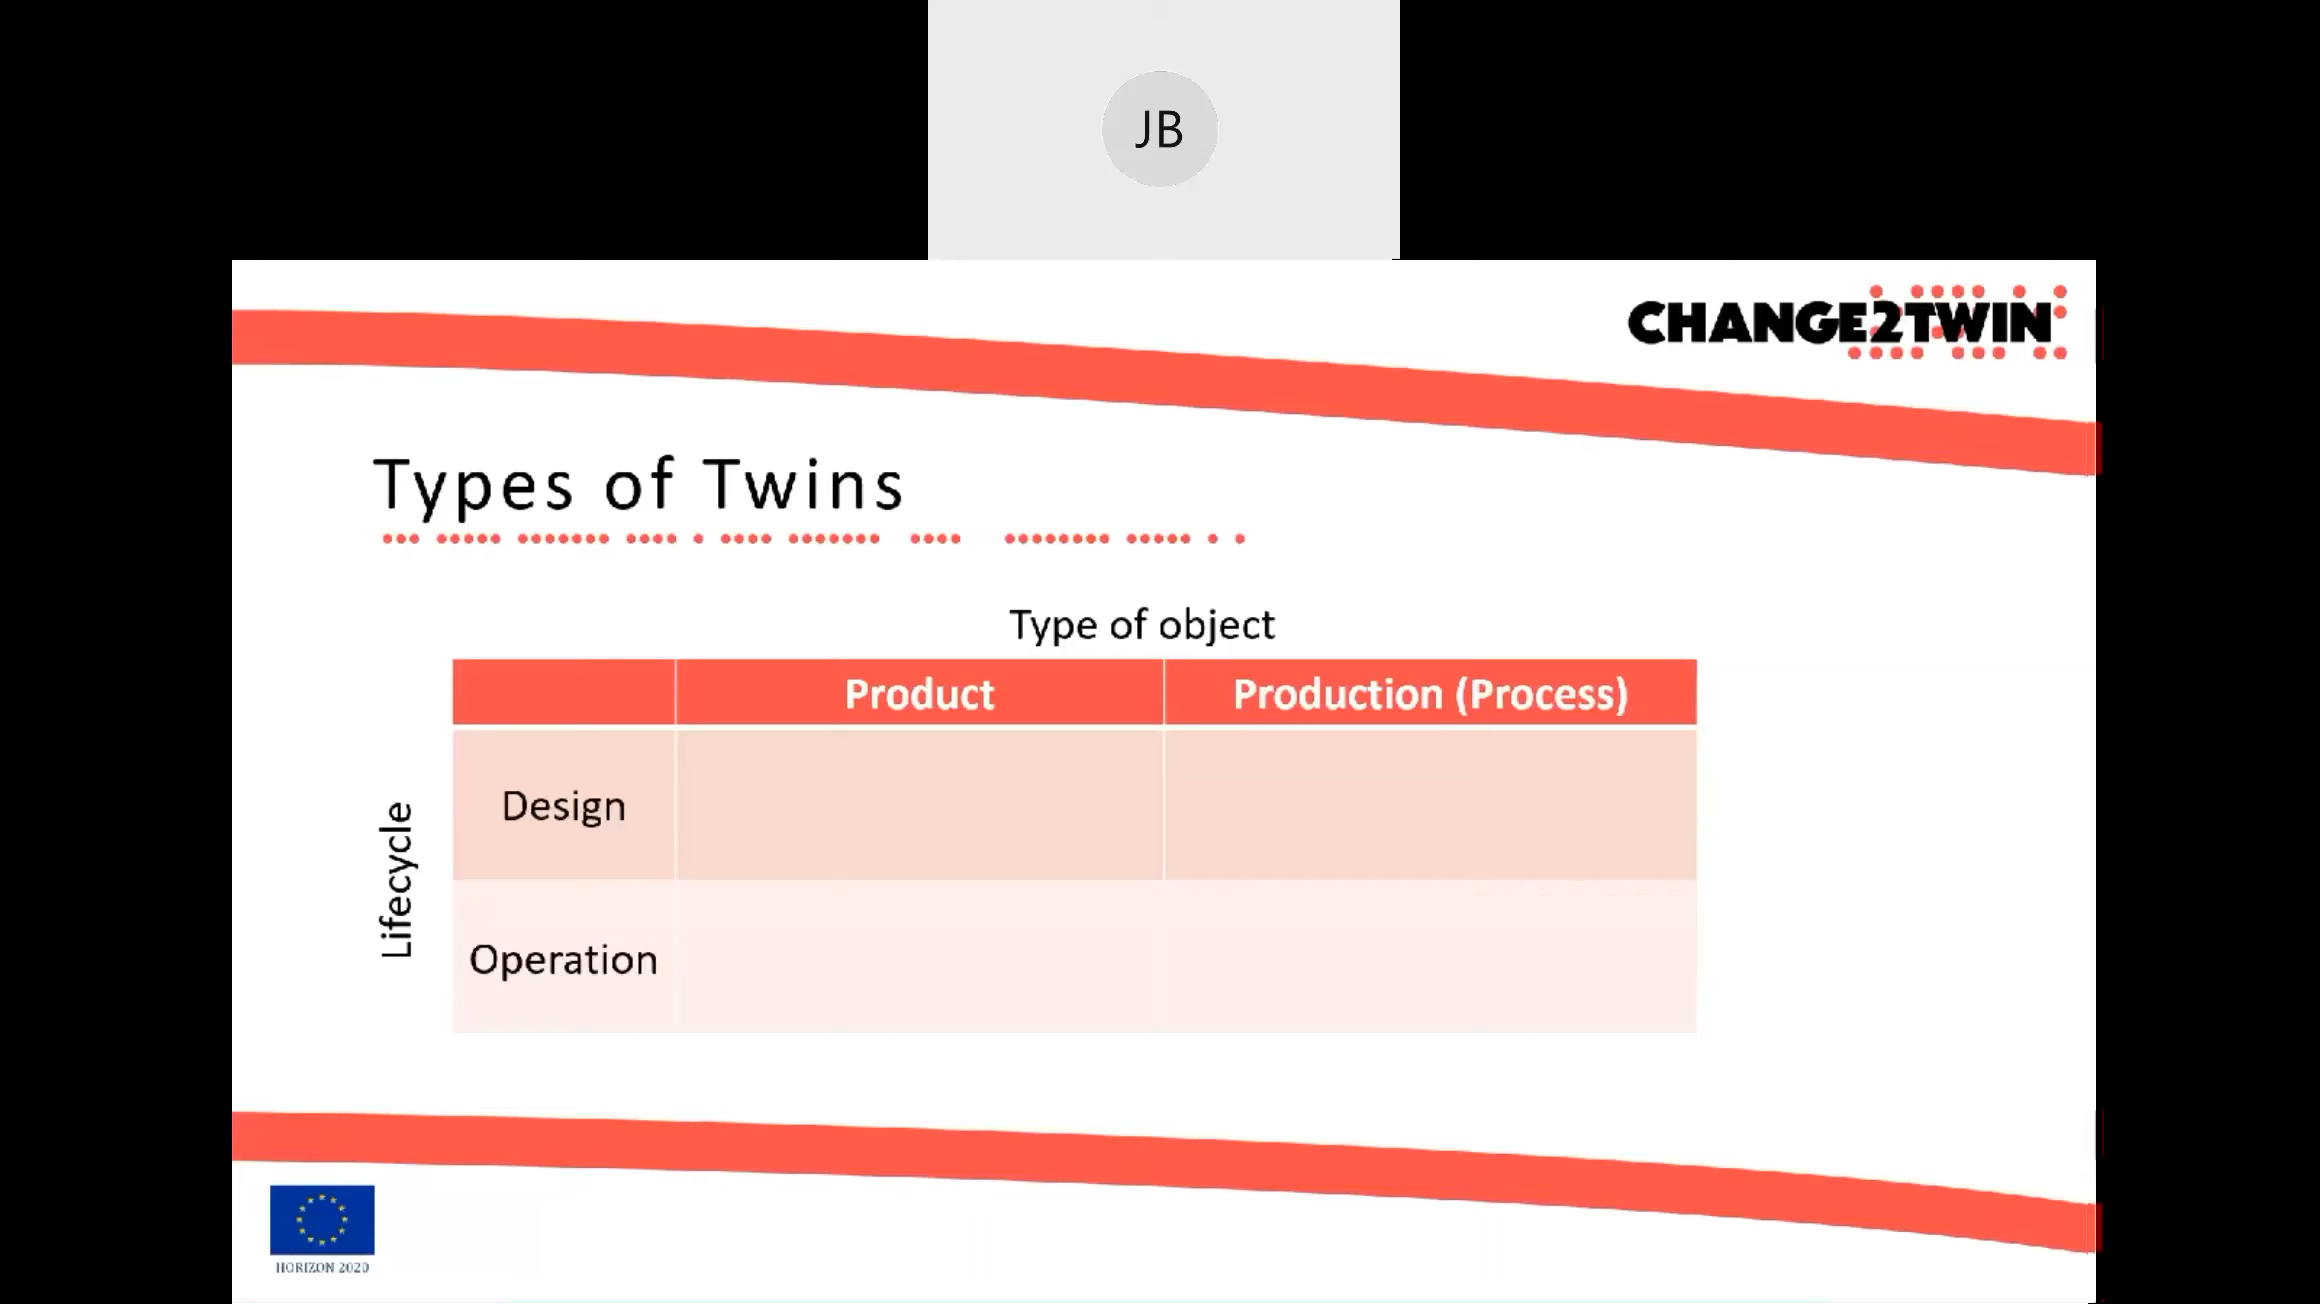 JB
CHANGE2TWIN
Types of Twins
Type of object
Product
Production (Process)
Lifecycle
Design
Operation
HORIZON 2020